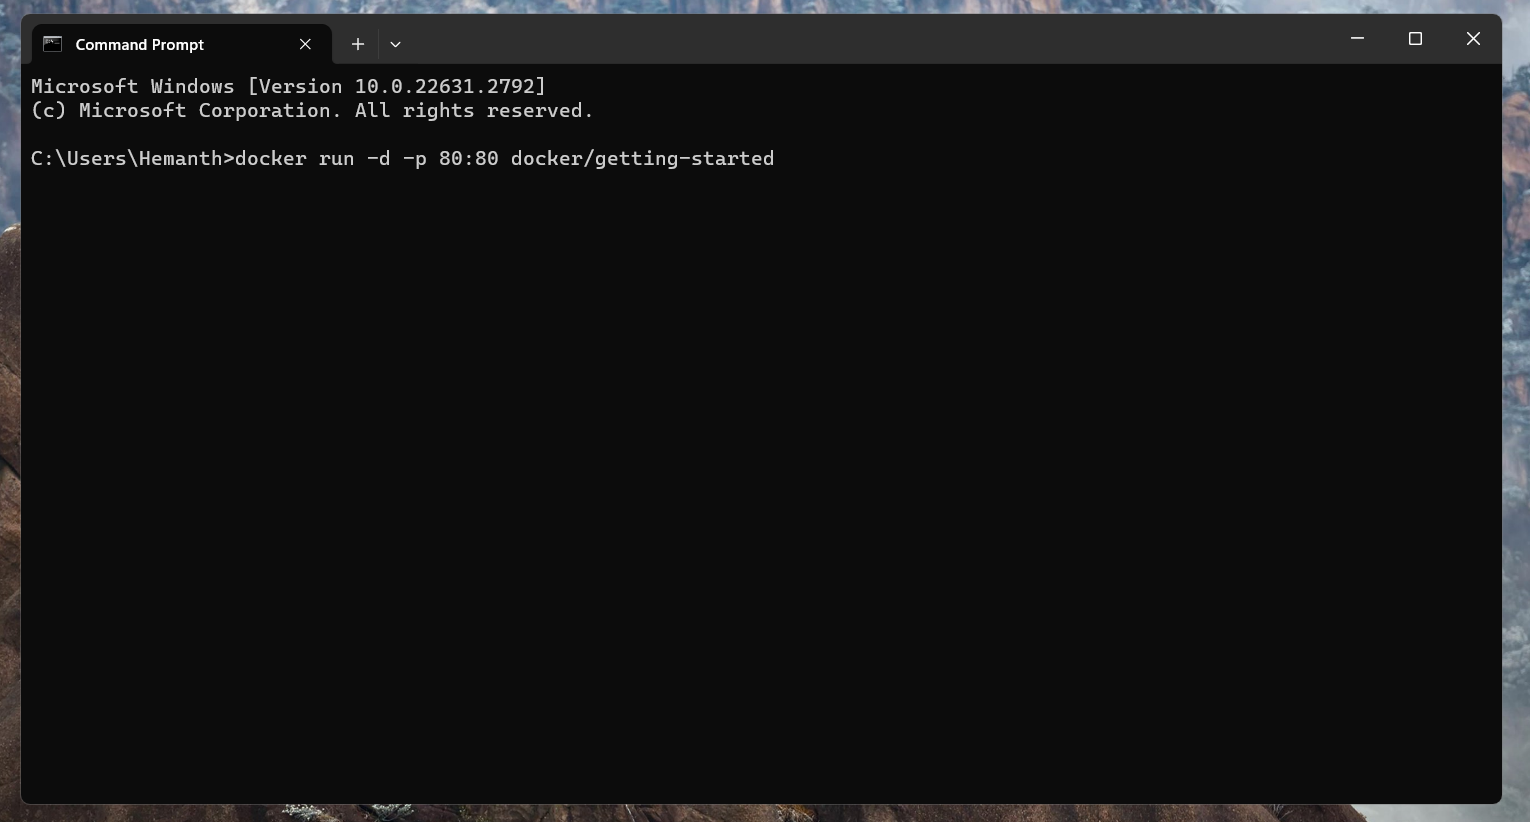 Command Prompt
Microsoft Windows [Version 10.0.22631.2792]
(c) Microsoft Corporation. All rights reserved.
C:\Users\Hemanth>docker run -d -p 80:80 docker/getting-started